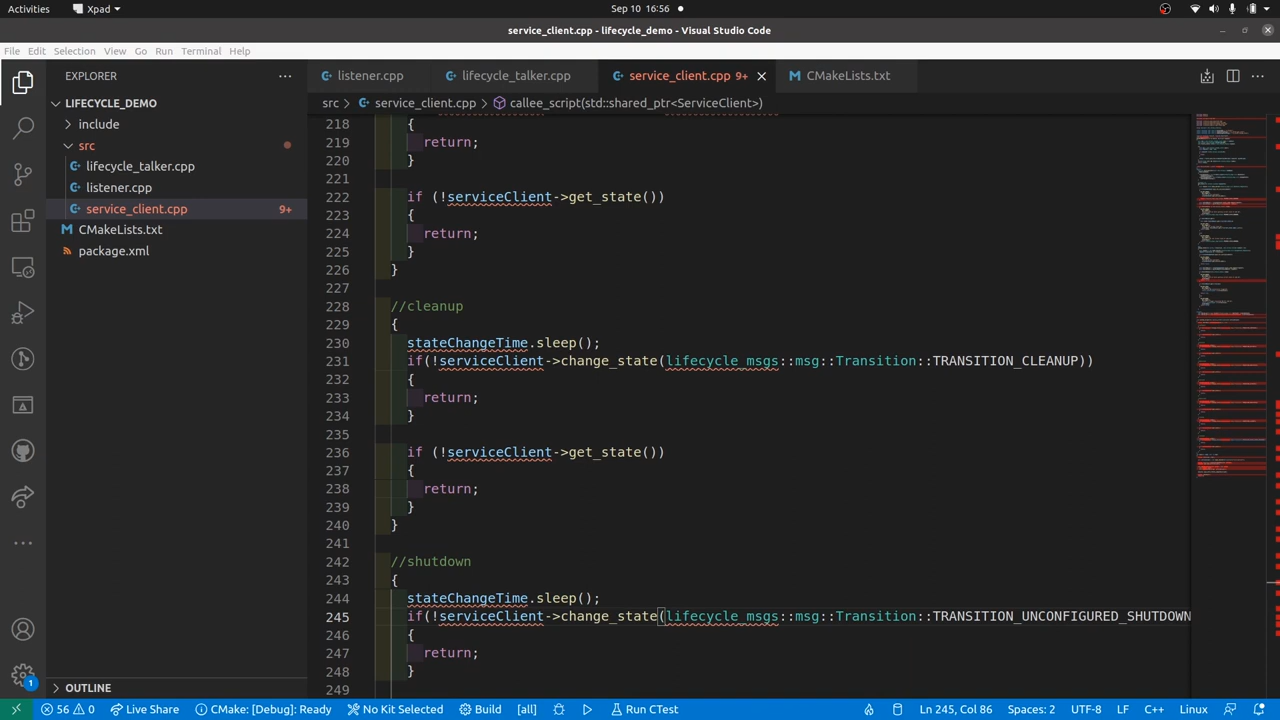 Activities
Xpad
Sep 10 16:56
service_client.cpp - lifecycle_demo - Visual Studio Code
File Edit Selection View Go Run Terminal Help
EXPLORER
listener.cpp
lifecycle_talker.cpp
service_client.cpp 9+
CMakeLists.txt
src > service_client.cpp > callee_script(std::shared_ptr<ServiceClient>)
LIFECYCLE_DEMO
include
src
lifecycle_talker.cpp
listener.cpp
service_client.cpp 9+
CMakeLists.txt
package.xml
OUTLINE
1
218 {
219 return;
220 }
221
222 if (!serviceClient->get_state())
223 {
224 return;
225 }
226 }
227
228 //cleanup
229 {
230 stateChangeTime.sleep();
231 if(!serviceClient->change_state(lifecycle_msgs::msg::Transition::TRANSITION_CLEANUP))
232 {
233 return;
234 }
235
236 if (!serviceClient->get_state())
237 {
238 return;
239 }
240 }
241
242 //shutdown
243 {
244 stateChangeTime.sleep();
245 if(!serviceClient->change_state(lifecycle_msgs::msg::Transition::TRANSITION_UNCONFIGURED_SHUTDOWN
246 {
247 return;
248 }
249
56 0 Live Share CMake: [Debug]: Ready No Kit Selected Build [all] Run CTest Ln 245, Col 86 Spaces: 2 UTF-8 LF C++ Linux